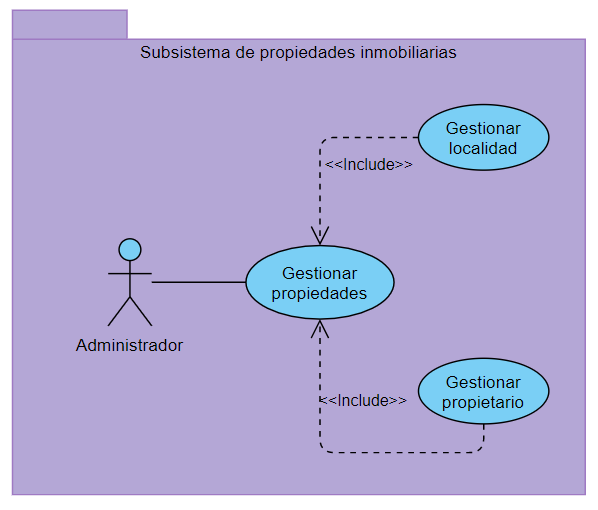 Subsistema de propiedades inmobiliarias
Gestionar
localidad
<<Include>>
Gestionar
propiedades
Administrador
Gestionar
propietario
<<Include>>